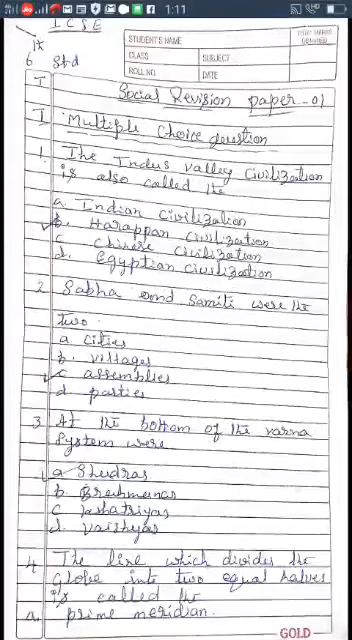 1:11
ICSE
6 Std
STUDENT'S NAME
CLASS
SUBJECT
ROLL NO.
DATE
I Social Revision paper-01
I Multiple Choice question
1. The Indus Valley Civilization
is also called the
a. Indian Civilization
b. Harappan Civilization
c Chinese Civilization
d. Egyptian Civilization
2 Sabha and Samiti were the
two
a cities
b. villages
c assemblies
d parties
3. At the bottom of the varna
System were
a Shudras
b. Brahmanas
c kshatriyas
d. Vaishyas
4 The line which divides the
globe into two equal halves
is called the
a. prime meridian.
GOLD